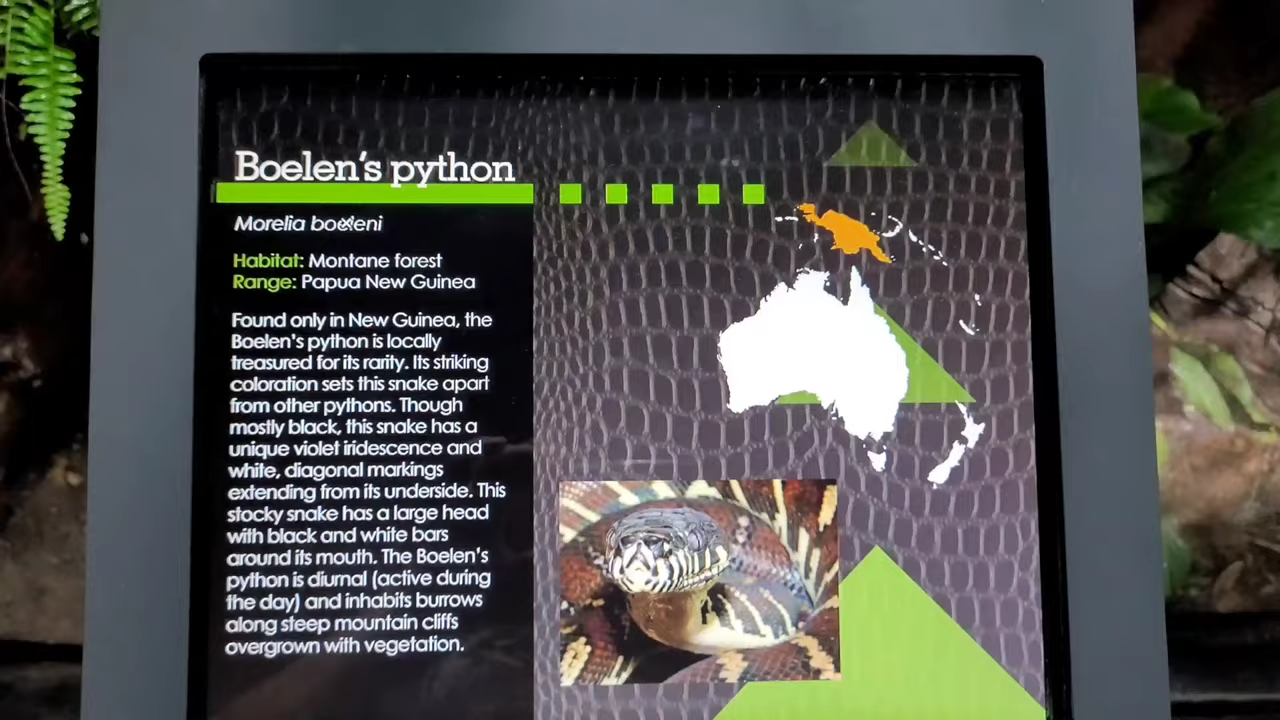 Boelen's python
Morelia boeleni
Habitat: Montane forest
Range: Papua New Guinea
Found only in New Guinea, the
Boelen's python is locally
treasured for its rarity. Its striking
coloration sets this snake apart
from other pythons. Though
mostly black, this snake has a
unique violet iridescence and
white, diagonal markings
extending from its underside. This
stocky snake has a large head
with black and white bars
around its mouth. The Boelen's
python is diurnal (active during
the day) and inhabits burrows
along steep mountain cliffs
overgrown with vegetation.